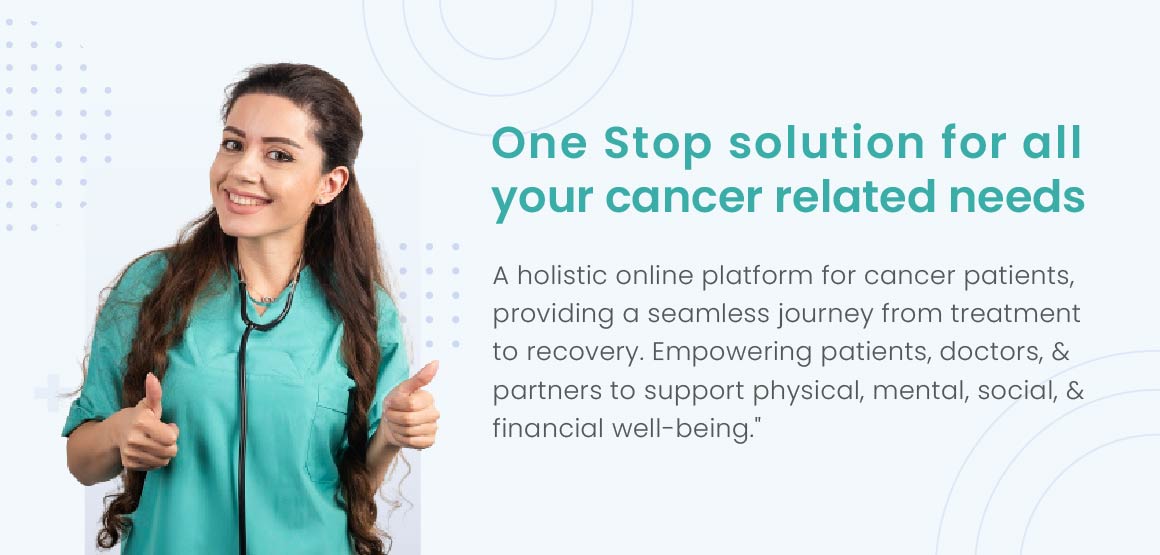 One Stop solution for all
your cancer related needs
A holistic online platform for cancer patients,
providing a seamless journey from treatment
to recovery. Empowering patients, doctors, &
partners to support physical, mental, social, &
financial well-being."